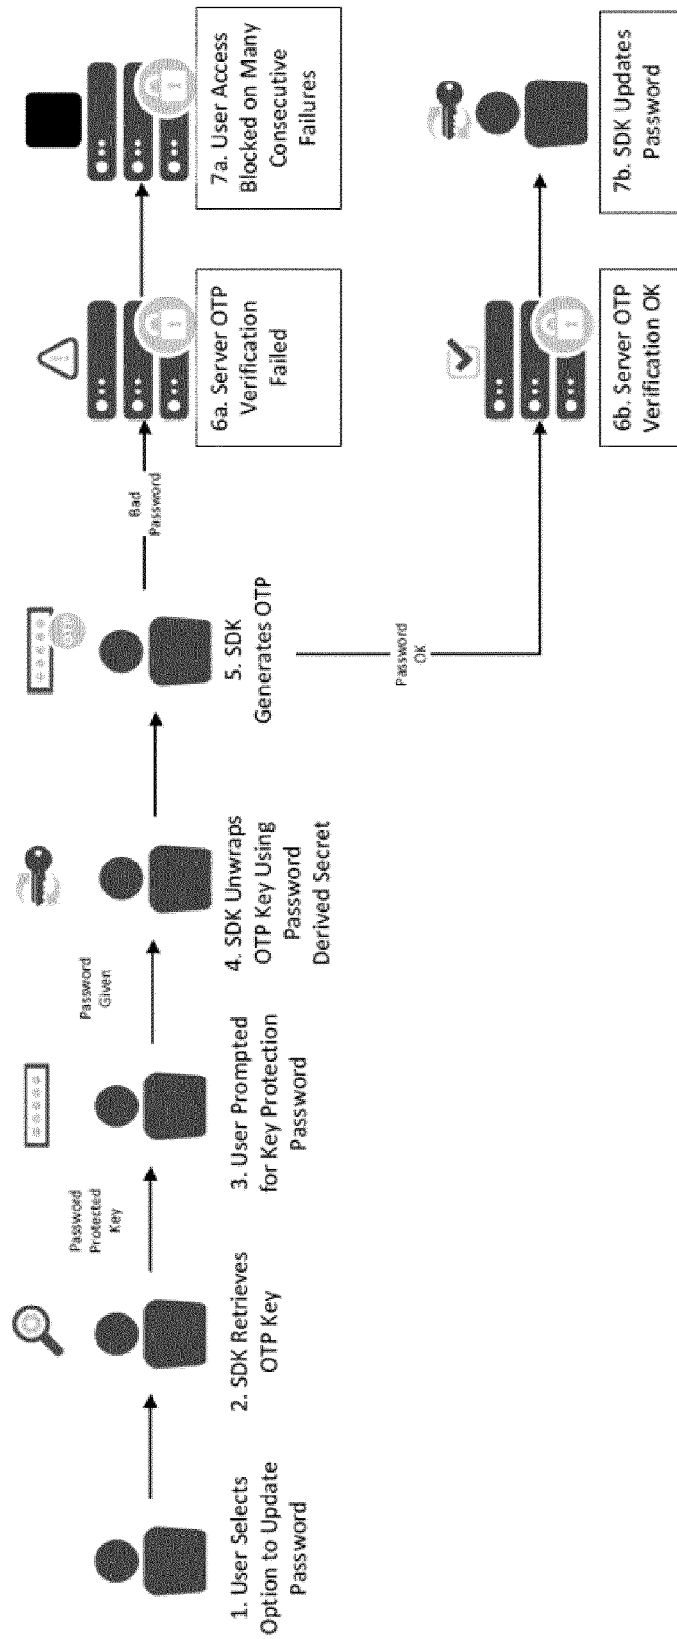 1. User Selects
Option to Update
Password
2. SDK Retrieves
OTP Key
Password
Protected
Key
3. User Prompted
for Key Protection
Password
Password
Given
4. SDK Unwraps
OTP Key Using
Password
Derived Secret
5. SDK
Generates OTP
Bad
Password
6a. Server OTP
Verification
Failed
7a. User Access
Blocked on Many
Consecutive
Failures
Password
OK
6b. Server OTP
Verification OK
7b. SDK Updates
Password